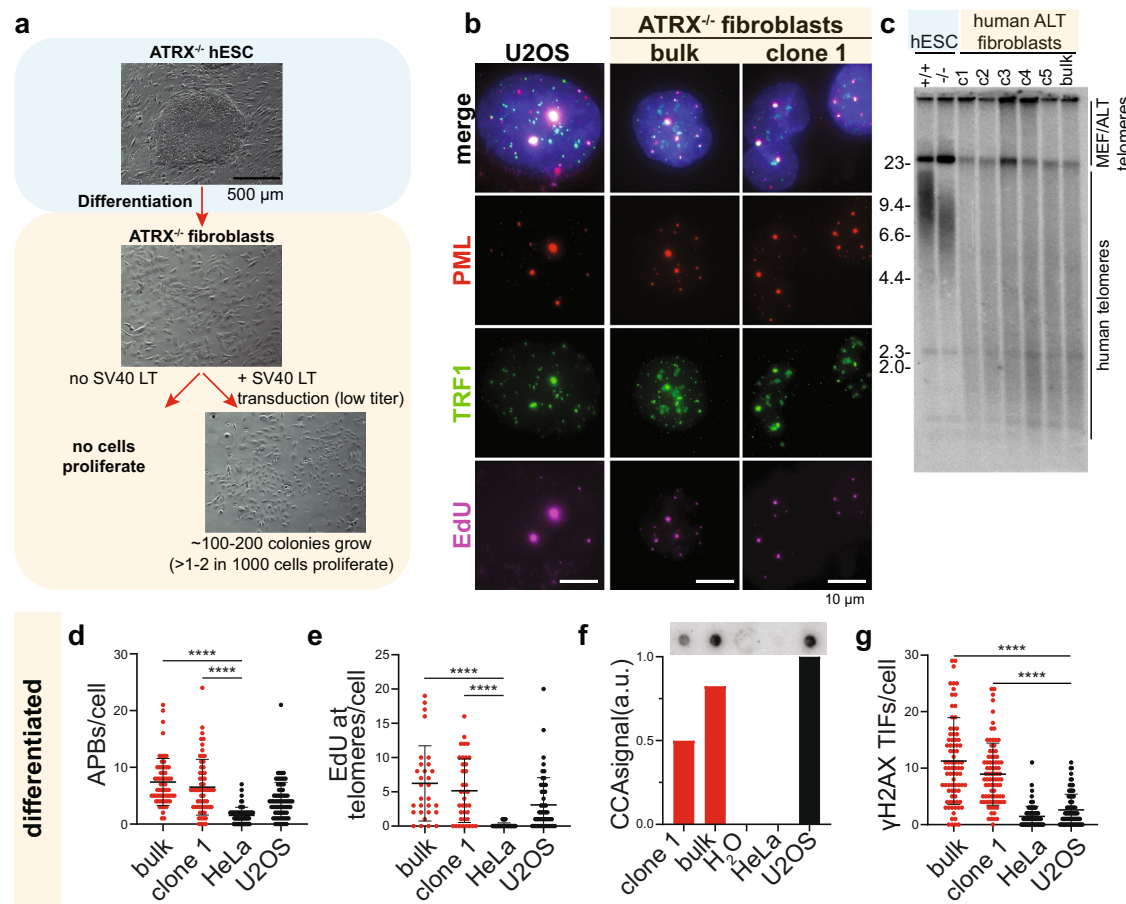 a
ATRX-/- hESC
500 µm
Differentiation
ATRX-/- fibroblasts
no SV40 LT
+ SV40 LT
transduction (low titer)
no cells
proliferate
~100-200 colonies grow
(>1-2 in 1000 cells proliferate)
b
ATRX-/- fibroblasts
U2OS
bulk
clone 1
merge
PML
TRF1
EdU
10 µm
c
human ALT
hESC
fibroblasts
+/+
-/-
c1
c2
c3
c4
c5
bulk
23-
9.4-
6.6-
4.4-
2.3-
2.0-
MEF/ALT
telomeres
human telomeres
differentiated
d
APBs/cell
30
20
10
0
****
****
bulk
clone 1
HeLa
U2OS
e
EdU at
telomeres/cell
25
20
15
10
5
0
****
****
bulk
clone 1
HeLa
U2OS
f
CCAsignal(a.u.)
1.0
0.5
0.0
clone 1
bulk
H2O
HeLa
U2OS
g
γH2AX TIFs/cell
30
20
10
0
****
****
bulk
clone 1
HeLa
U2OS